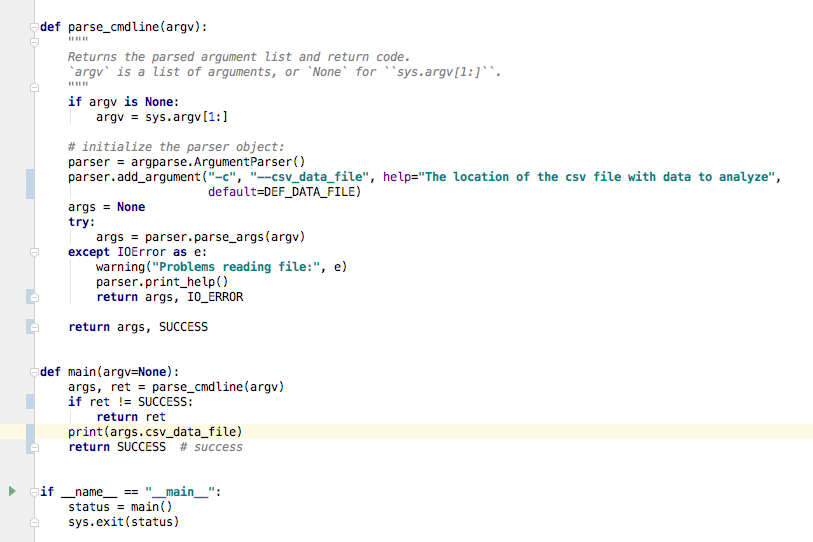 def parse_cmdline(argv):
    """
    Returns the parsed argument list and return code.
    `argv` is a list of arguments, or `None` for ``sys.argv[1:]``.
    """
    if argv is None:
        argv = sys.argv[1:]

    # initialize the parser object:
    parser = argparse.ArgumentParser()
    parser.add_argument("-c", "--csv_data_file", help="The location of the csv file with data to analyze",
                        default=DEF_DATA_FILE)
    args = None
    try:
        args = parser.parse_args(argv)
    except IOError as e:
        warning("Problems reading file:", e)
        parser.print_help()
        return args, IO_ERROR

    return args, SUCCESS


def main(argv=None):
    args, ret = parse_cmdline(argv)
    if ret != SUCCESS:
        return ret
    print(args.csv_data_file)
    return SUCCESS  # success


if __name__ == "__main__":
    status = main()
    sys.exit(status)